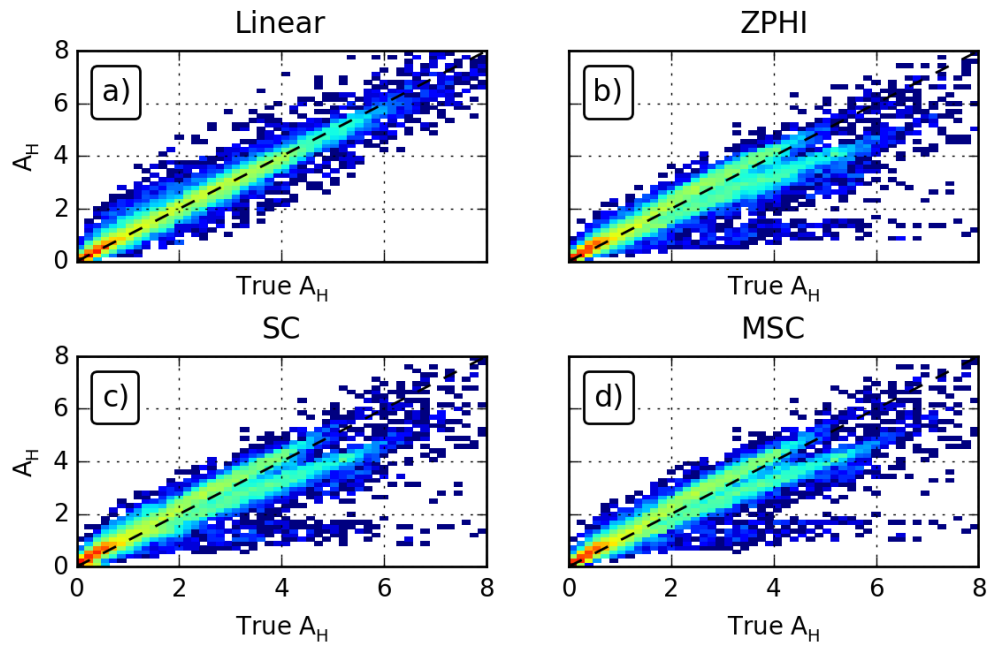 Linear
ZPHI
8
6
4
2
0
A_H
a)
b)
True A_H
True A_H
SC
MSC
8
6
4
2
0
A_H
c)
d)
0 2 4 6 8
0 2 4 6 8
True A_H
True A_H